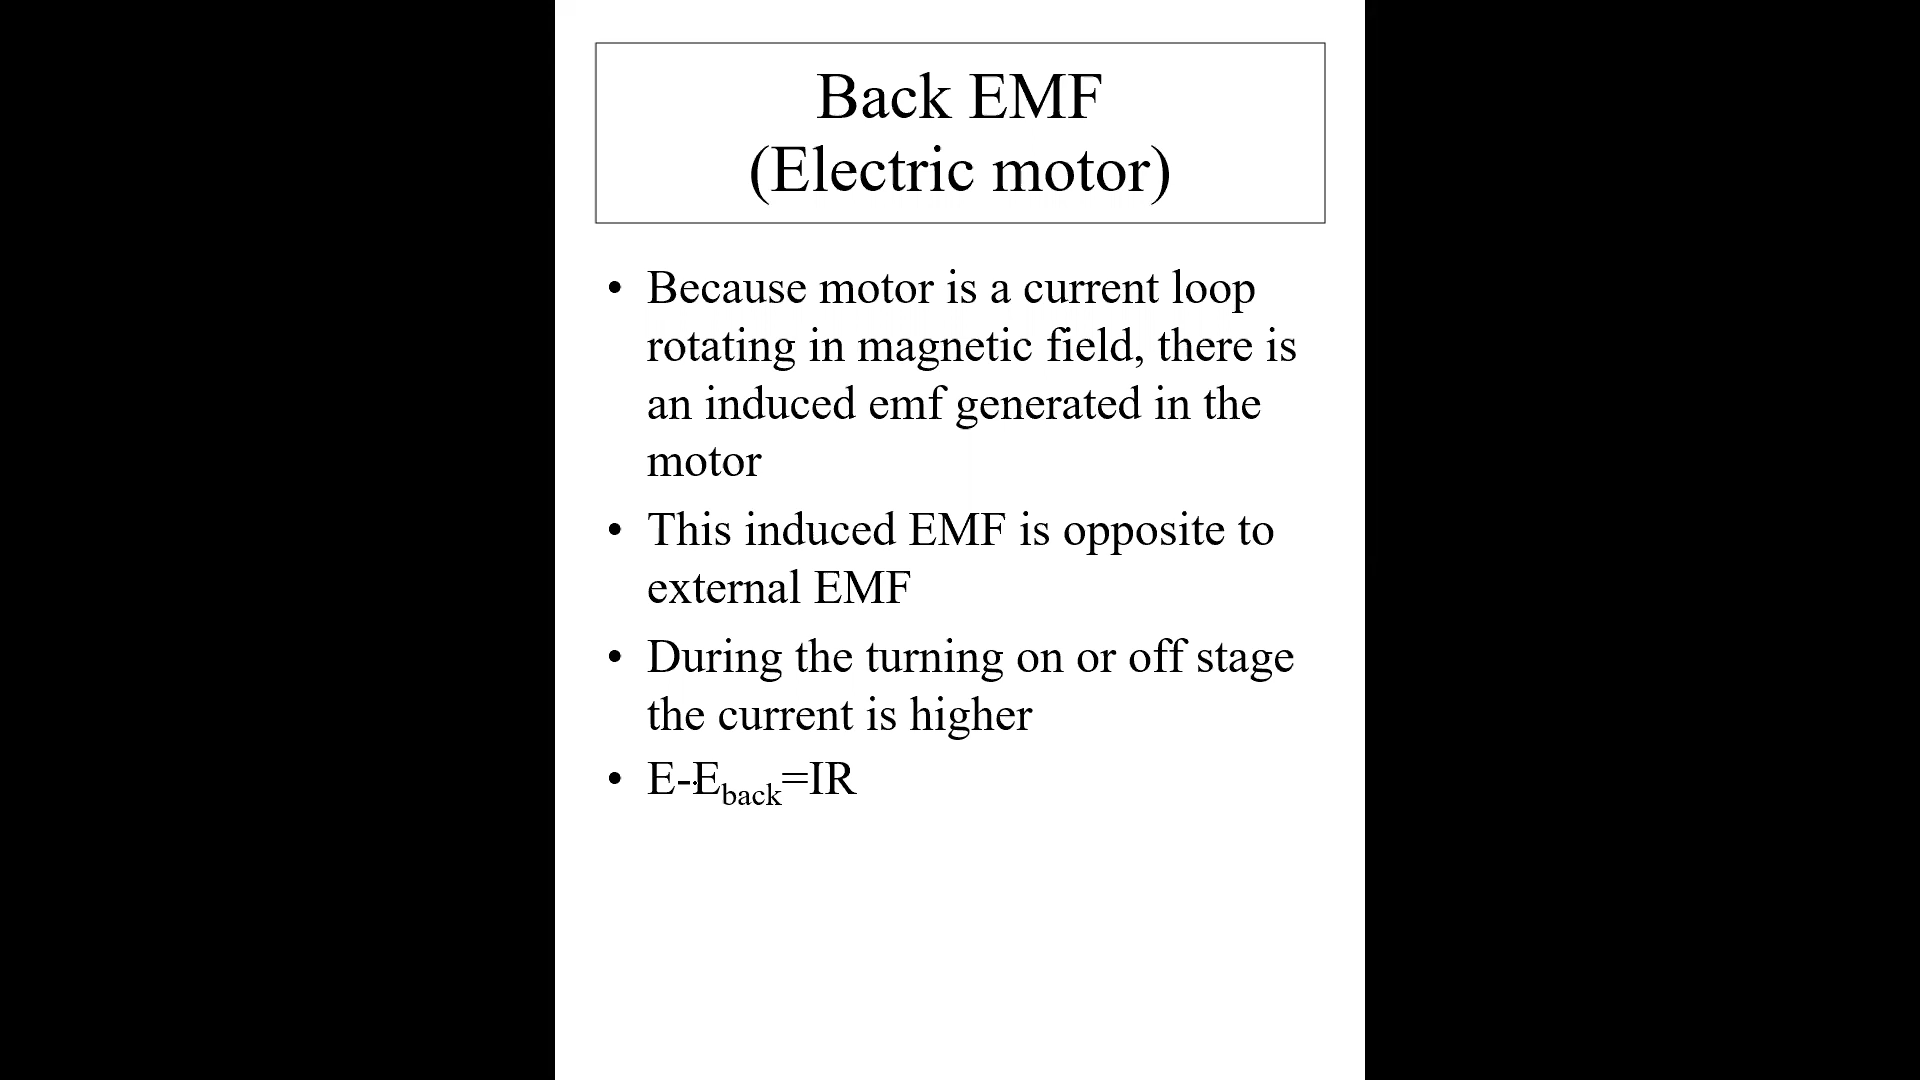 Back EMF
(Electric motor)
• Because motor is a current loop
rotating in magnetic field, there is
an induced emf generated in the
motor
• This induced EMF is opposite to
external EMF
• During the turning on or off stage
the current is higher
• E-E_back=IR